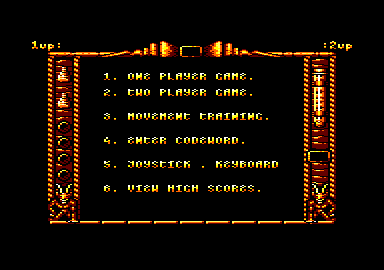 1up: :2up
1. ONE PLAYER GAME.
2. TWO PLAYER GAME.
3. MOVEMENT TRAINING.
4. ENTER CODEWORD.
5. JOYSTICK . KEYBOARD
6. VIEW HIGH SCORES.